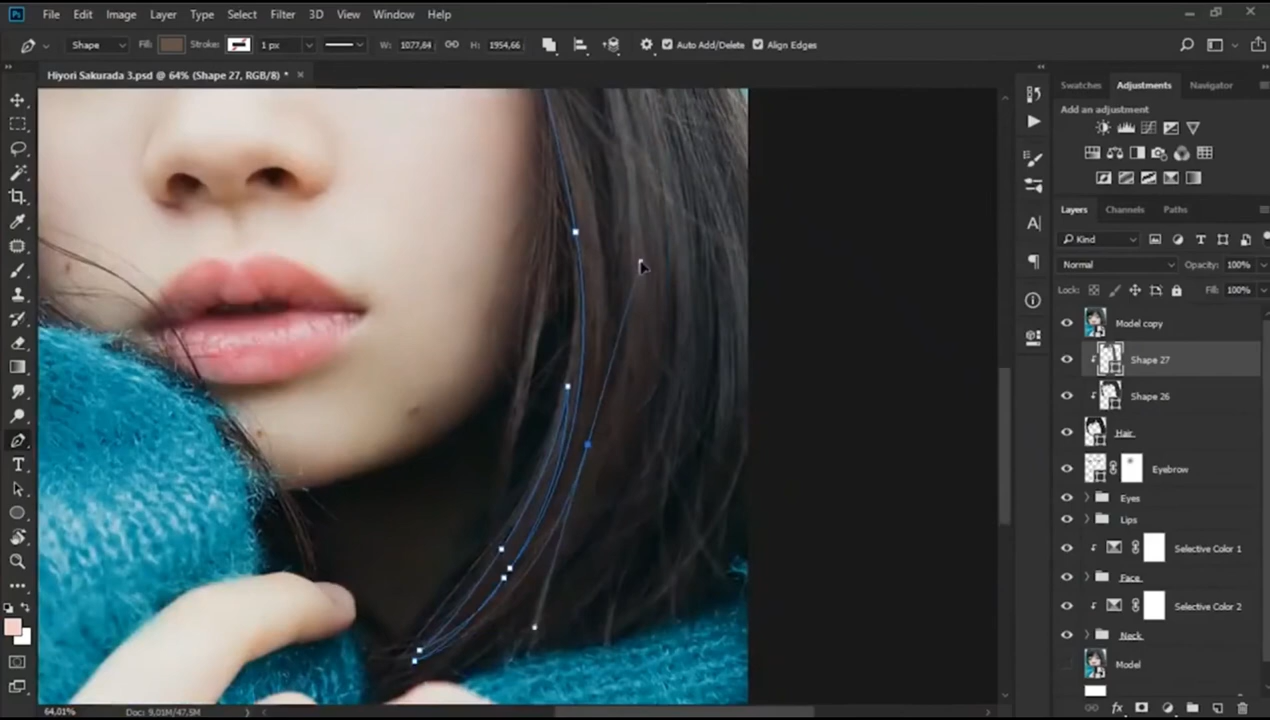 Ps File Edit Image Layer Type Select Filter 3D View Window Help
Shape Fill: Stroke: 1 px W: 1077,84 H: 1954,66 Auto Add/Delete Align Edges
Hiyori Sakurada 3.psd @ 64% (Shape 27, RGB/8) * ×
Swatches Adjustments Navigator
Add an adjustment
Layers Channels Paths
Kind
Normal Opacity: 100%
Lock: Fill: 100%
Model copy
Shape 27
Shape 26
Hair
Eyebrow
Eyes
Lips
Selective Color 1
Face
Selective Color 2
Neck
Model
fx
64,01% Doc: 9,01M/47,5M